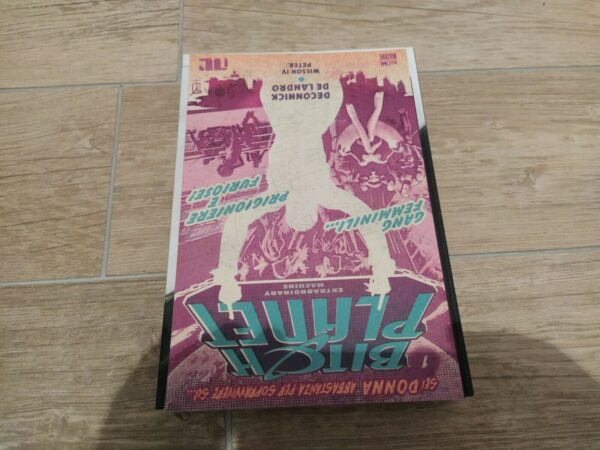 SEI DONNA ABBASTANZA PER SOPRAVVIVERE SU...
1
BITCH
PLANET
EXTRAORDINARY
MACHINE
GANG
FEMMINILI...
PRIGIONIERE
E
FURIOSE!
DECONNICK
DE LANDRO
WILSON IV
PETER